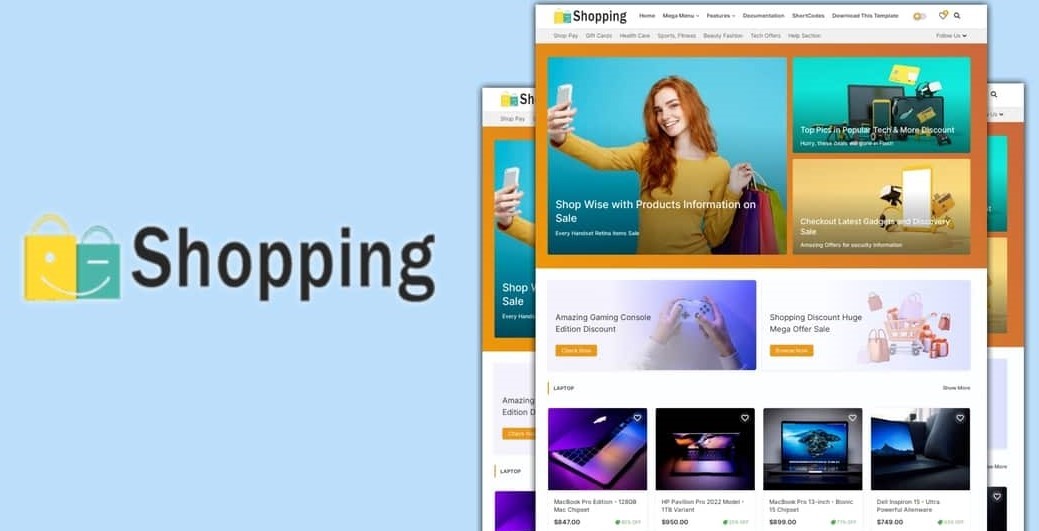 Shopping
Shopping
Home Mega Menu Features Documentation ShortCodes Download This Template
Shop Pay Gift Cards Health Care Sports, Fitness Beauty Fashion Tech Offers Help Section Follow Us
Shop Wise with Products Information on
Sale
Every Handset Retina Items Sale
Top Pics in Popular Tech & More Discount
Hurry, these Deals will gone in Flash!
Checkout Latest Gadgets and Discovery
Sale
Amazing Offers for security Information
Amazing Gaming Console
Edition Discount
Check Now
Shopping Discount Huge
Mega Offer Sale
Browse Now
LAPTOP
Show More
MacBook Pro Edition - 128GB
Mac Chipset
$847.00
HP Pavilion Pro 2022 Model -
1TB Variant
$950.00
MacBook Pro 13-inch - Bionic
15 Chipset
$899.00
Dell Inspiron 15 - Ultra
Powerful Alienware
$749.00
Sh
Shop Pay
Shop W
Sale
Every Hands
Amazing
Edition D
Check No
LAPTOP